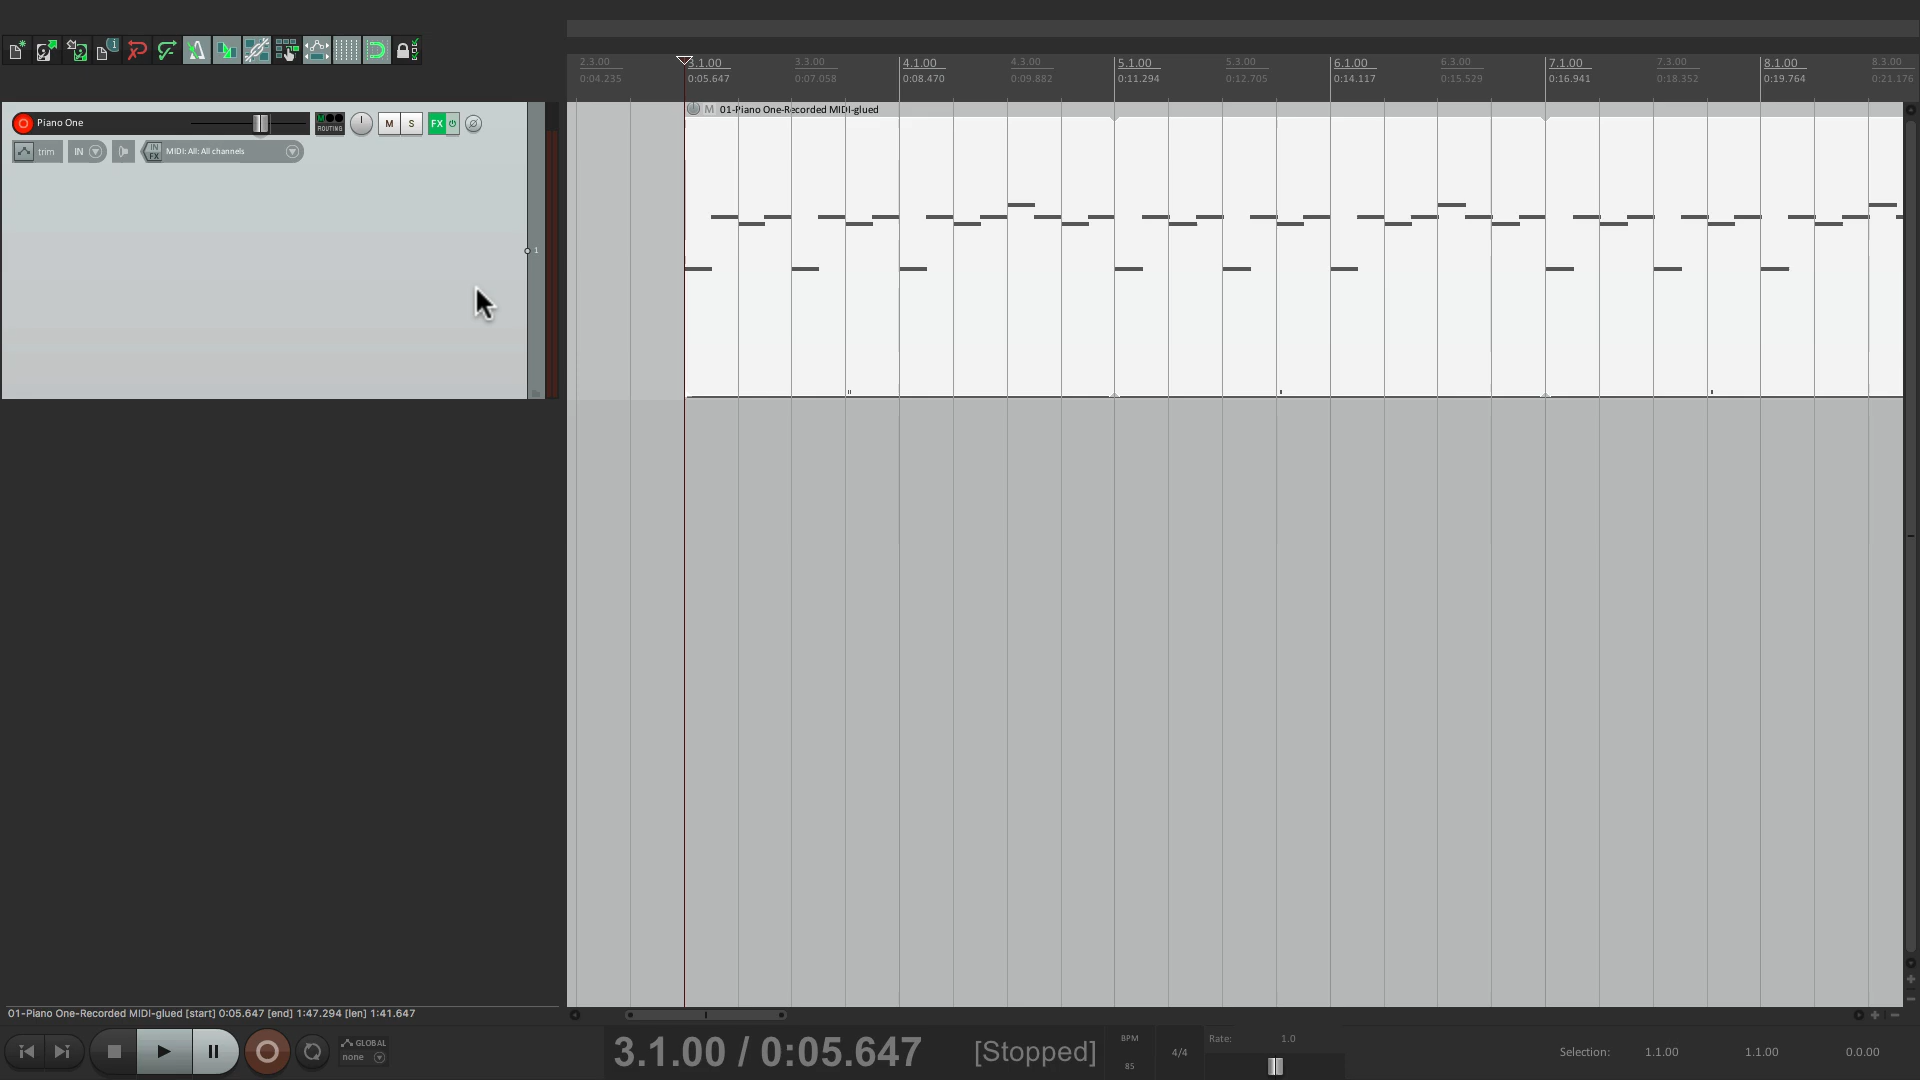 2.3.00 3.1.00 3.3.00 4.1.00 4.3.00 5.1.00 5.3.00 6.1.00 6.3.00 7.1.00 7.3.00 8.1.00 8.3.00
0:04.235 0:05.647 0:07.058 0:08.470 0:09.882 0:11.294 0:12.705 0:14.117 0:15.529 0:16.941 0:18.352 0:19.764 0:21.176
M 01-Piano One-Recorded MIDI-glued
Piano One ROUTING M S FX
trim IN IN FX MIDI: All: All channels
1
01-Piano One-Recorded MIDI-glued [start] 0:05.647 [end] 1:47.294 [len] 1:41.647
GLOBAL
none
3.1.00 / 0:05.647 [Stopped]
BPM
85
4/4
Rate: 1.0
Selection: 1.1.00 1.1.00 0.0.00